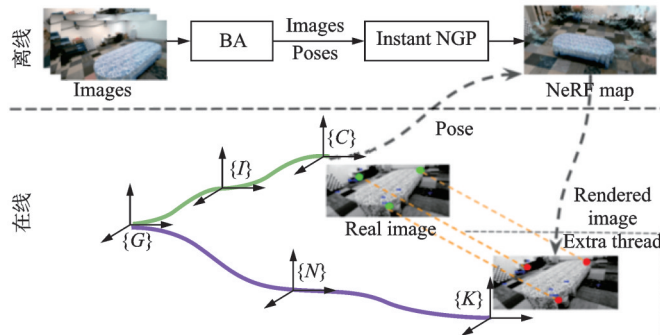 离线
Images
BA
Images
Poses
Instant NGP
NeRF map
在线
Pose
{C}
{I}
{G}
Real image
Rendered
image
Extra thread
{N}
{K}